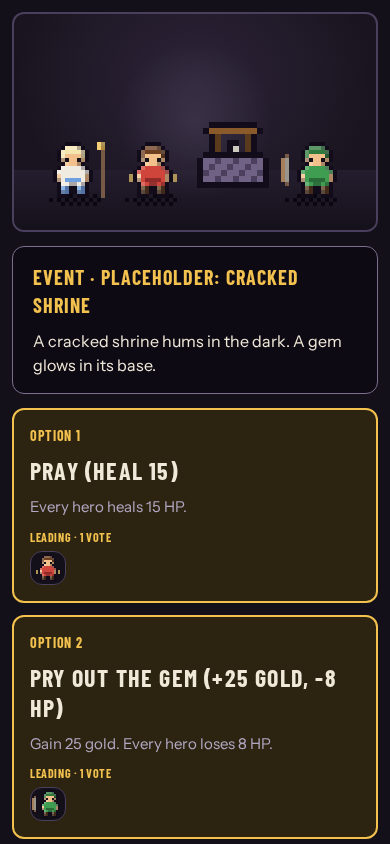 EVENT · PLACEHOLDER: CRACKED
SHRINE
A cracked shrine hums in the dark. A gem
glows in its base.
OPTION 1
PRAY (HEAL 15)
Every hero heals 15 HP.
LEADING · 1 VOTE
OPTION 2
PRY OUT THE GEM (+25 GOLD, -8
HP)
Gain 25 gold. Every hero loses 8 HP.
LEADING · 1 VOTE